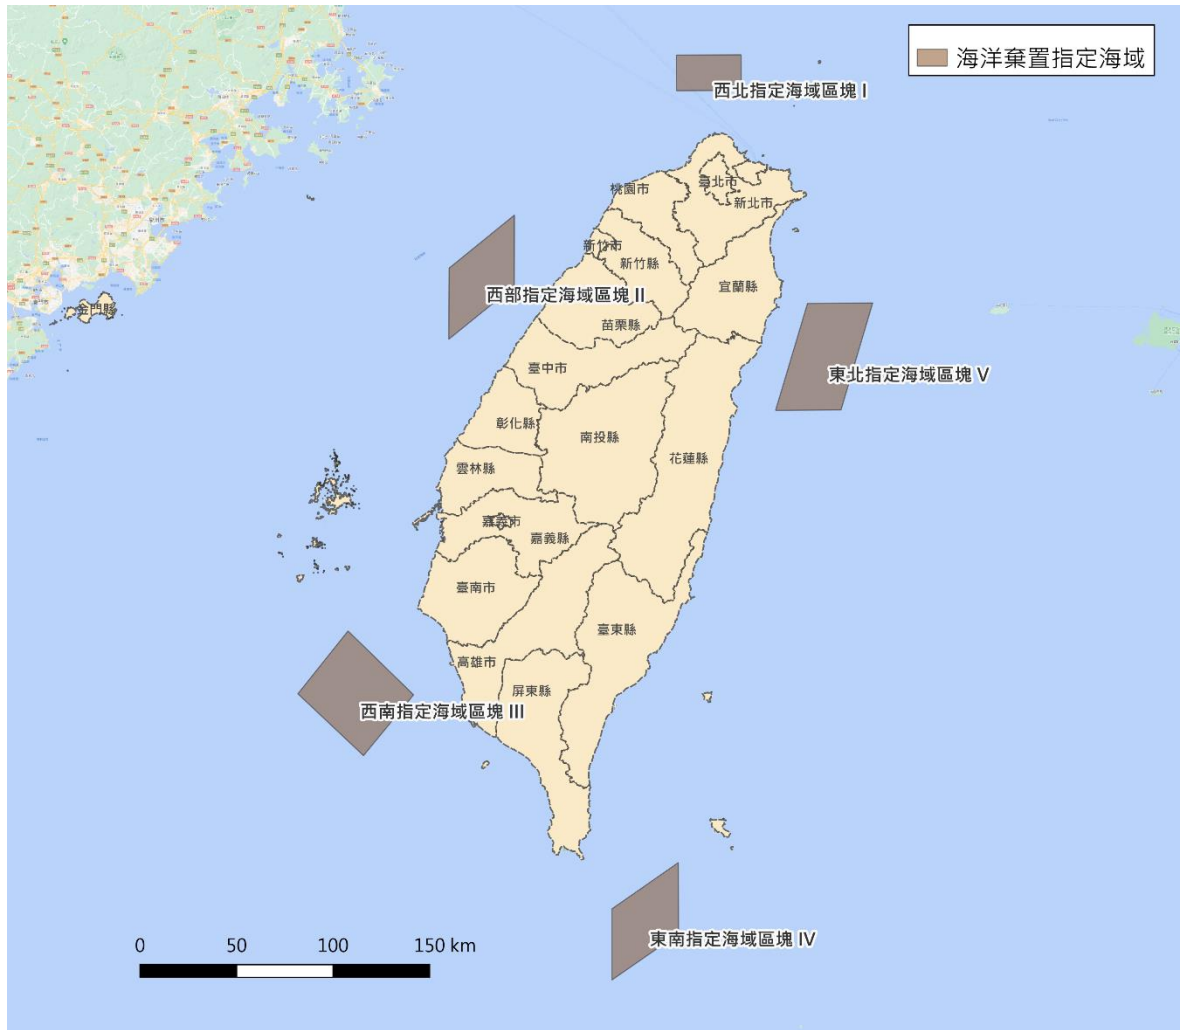 海洋棄置指定海域
西北指定海域區塊 I
臺北市
桃園市
新北市
新竹市
新竹縣
宜蘭縣
西部指定海域區塊 II
金門縣
苗栗縣
臺中市
東北指定海域區塊 V
彰化縣
南投縣
花蓮縣
雲林縣
嘉義市
嘉義縣
臺南市
臺東縣
高雄市
屏東縣
西南指定海域區塊 III
東南指定海域區塊 IV
0 50 100 150 km